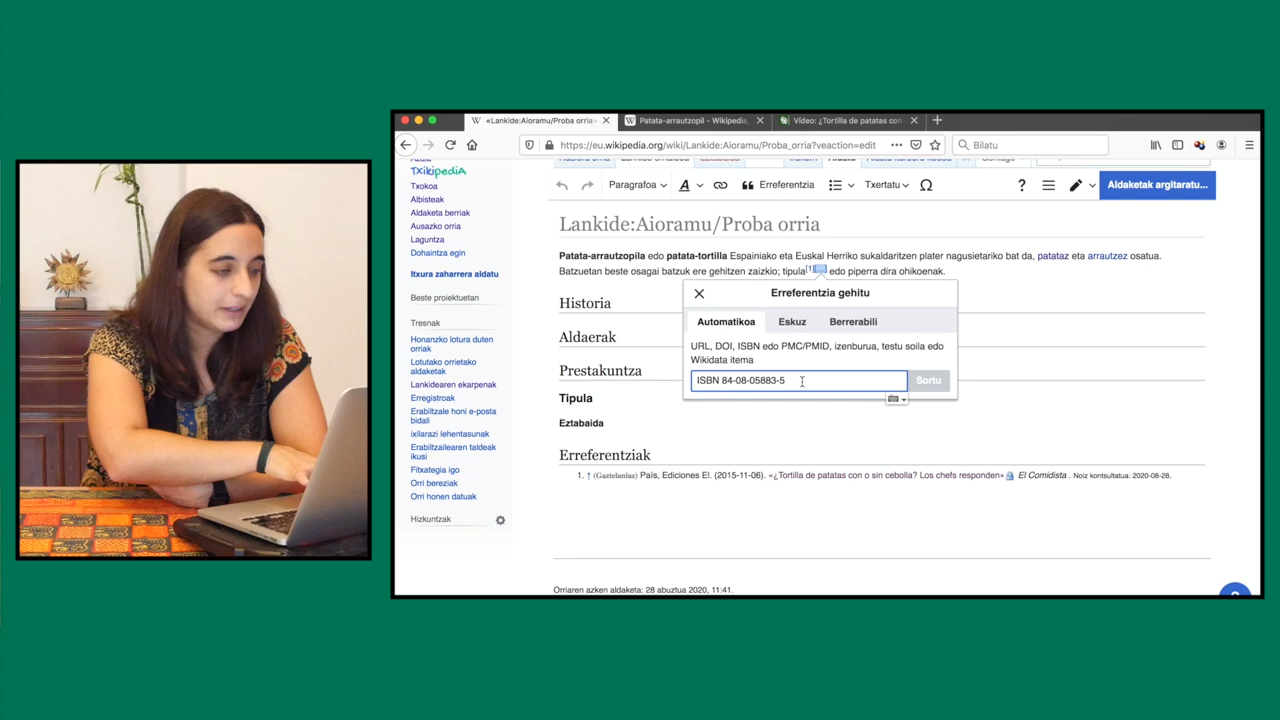 «Lankide:Aioramu/Proba orria»
Patata-arrautzopil - Wikipedia,
Vídeo: ¿Tortilla de patatas con
https://eu.wikipedia.org/wiki/Lankide:Aioramu/Proba_orria?veaction=edit
Bilatu
Txikipedia
Txokoa
Albisteak
Aldaketa berriak
Ausazko orria
Laguntza
Dohaintza egin
Itxura zaharrera aldatu
Beste proiektuetan
Tresnak
Honanzko lotura duten
orriak
Lotutako orrietako
aldaketak
Lankidearen ekarpenak
Erregistroak
Erabiltzaile honi e-posta
bidali
ixilarazi lehentasunak
Erabiltzailearen taldeak
ikusi
Fitxategia igo
Orri bereziak
Orri honen datuak
Hizkuntzak
Paragrafoa
A
Erreferentzia
Txertatu
Ω
?
Aldaketak argitaratu...
Lankide:Aioramu/Proba orria
Patata-arrautzopila edo patata-tortilla Espainiako eta Euskal Herriko sukaldaritzen plater nagusietariko bat da, patataz eta arrautzez osatua.
Batzuetan beste osagai batzuk ere gehitzen zaizkio; tipula[1] edo piperra dira ohikoenak.
Historia
Aldaerak
Prestakuntza
Tipula
Eztabaida
Erreferentziak
1. ↑ (Gaztelaniaz) País, Ediciones El. (2015-11-06). «¿Tortilla de patatas con o sin cebolla? Los chefs responden» El Comidista . Noiz kontsultatua: 2020-08-28.
Orriaren azken aldaketa: 28 abuztua 2020, 11:41.
Erreferentzia gehitu
Automatikoa
Eskuz
Berrerabili
URL, DOI, ISBN edo PMC/PMID, izenburua, testu soila edo
Wikidata itema
ISBN 84-08-05883-5
Sortu